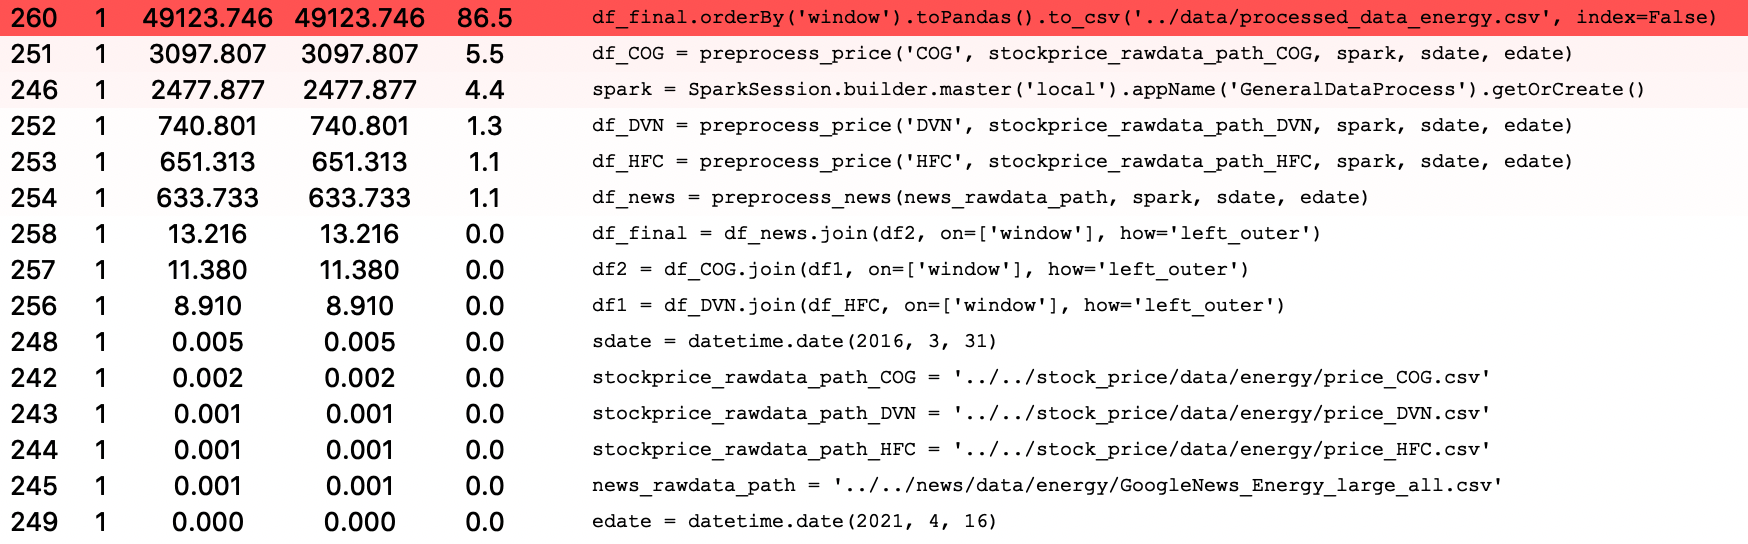 260 1 49123.746 49123.746 86.5 df_final.orderBy('window').toPandas().to_csv('../data/processed_data_energy.csv', index=False)
251 1 3097.807 3097.807 5.5 df_COG = preprocess_price('COG', stockprice_rawdata_path_COG, spark, sdate, edate)
246 1 2477.877 2477.877 4.4 spark = SparkSession.builder.master('local').appName('GeneralDataProcess').getOrCreate()
252 1 740.801 740.801 1.3 df_DVN = preprocess_price('DVN', stockprice_rawdata_path_DVN, spark, sdate, edate)
253 1 651.313 651.313 1.1 df_HFC = preprocess_price('HFC', stockprice_rawdata_path_HFC, spark, sdate, edate)
254 1 633.733 633.733 1.1 df_news = preprocess_news(news_rawdata_path, spark, sdate, edate)
258 1 13.216 13.216 0.0 df_final = df_news.join(df2, on=['window'], how='left_outer')
257 1 11.380 11.380 0.0 df2 = df_COG.join(df1, on=['window'], how='left_outer')
256 1 8.910 8.910 0.0 df1 = df_DVN.join(df_HFC, on=['window'], how='left_outer')
248 1 0.005 0.005 0.0 sdate = datetime.date(2016, 3, 31)
242 1 0.002 0.002 0.0 stockprice_rawdata_path_COG = '../../stock_price/data/energy/price_COG.csv'
243 1 0.001 0.001 0.0 stockprice_rawdata_path_DVN = '../../stock_price/data/energy/price_DVN.csv'
244 1 0.001 0.001 0.0 stockprice_rawdata_path_HFC = '../../stock_price/data/energy/price_HFC.csv'
245 1 0.001 0.001 0.0 news_rawdata_path = '../../news/data/energy/GoogleNews_Energy_large_all.csv'
249 1 0.000 0.000 0.0 edate = datetime.date(2021, 4, 16)